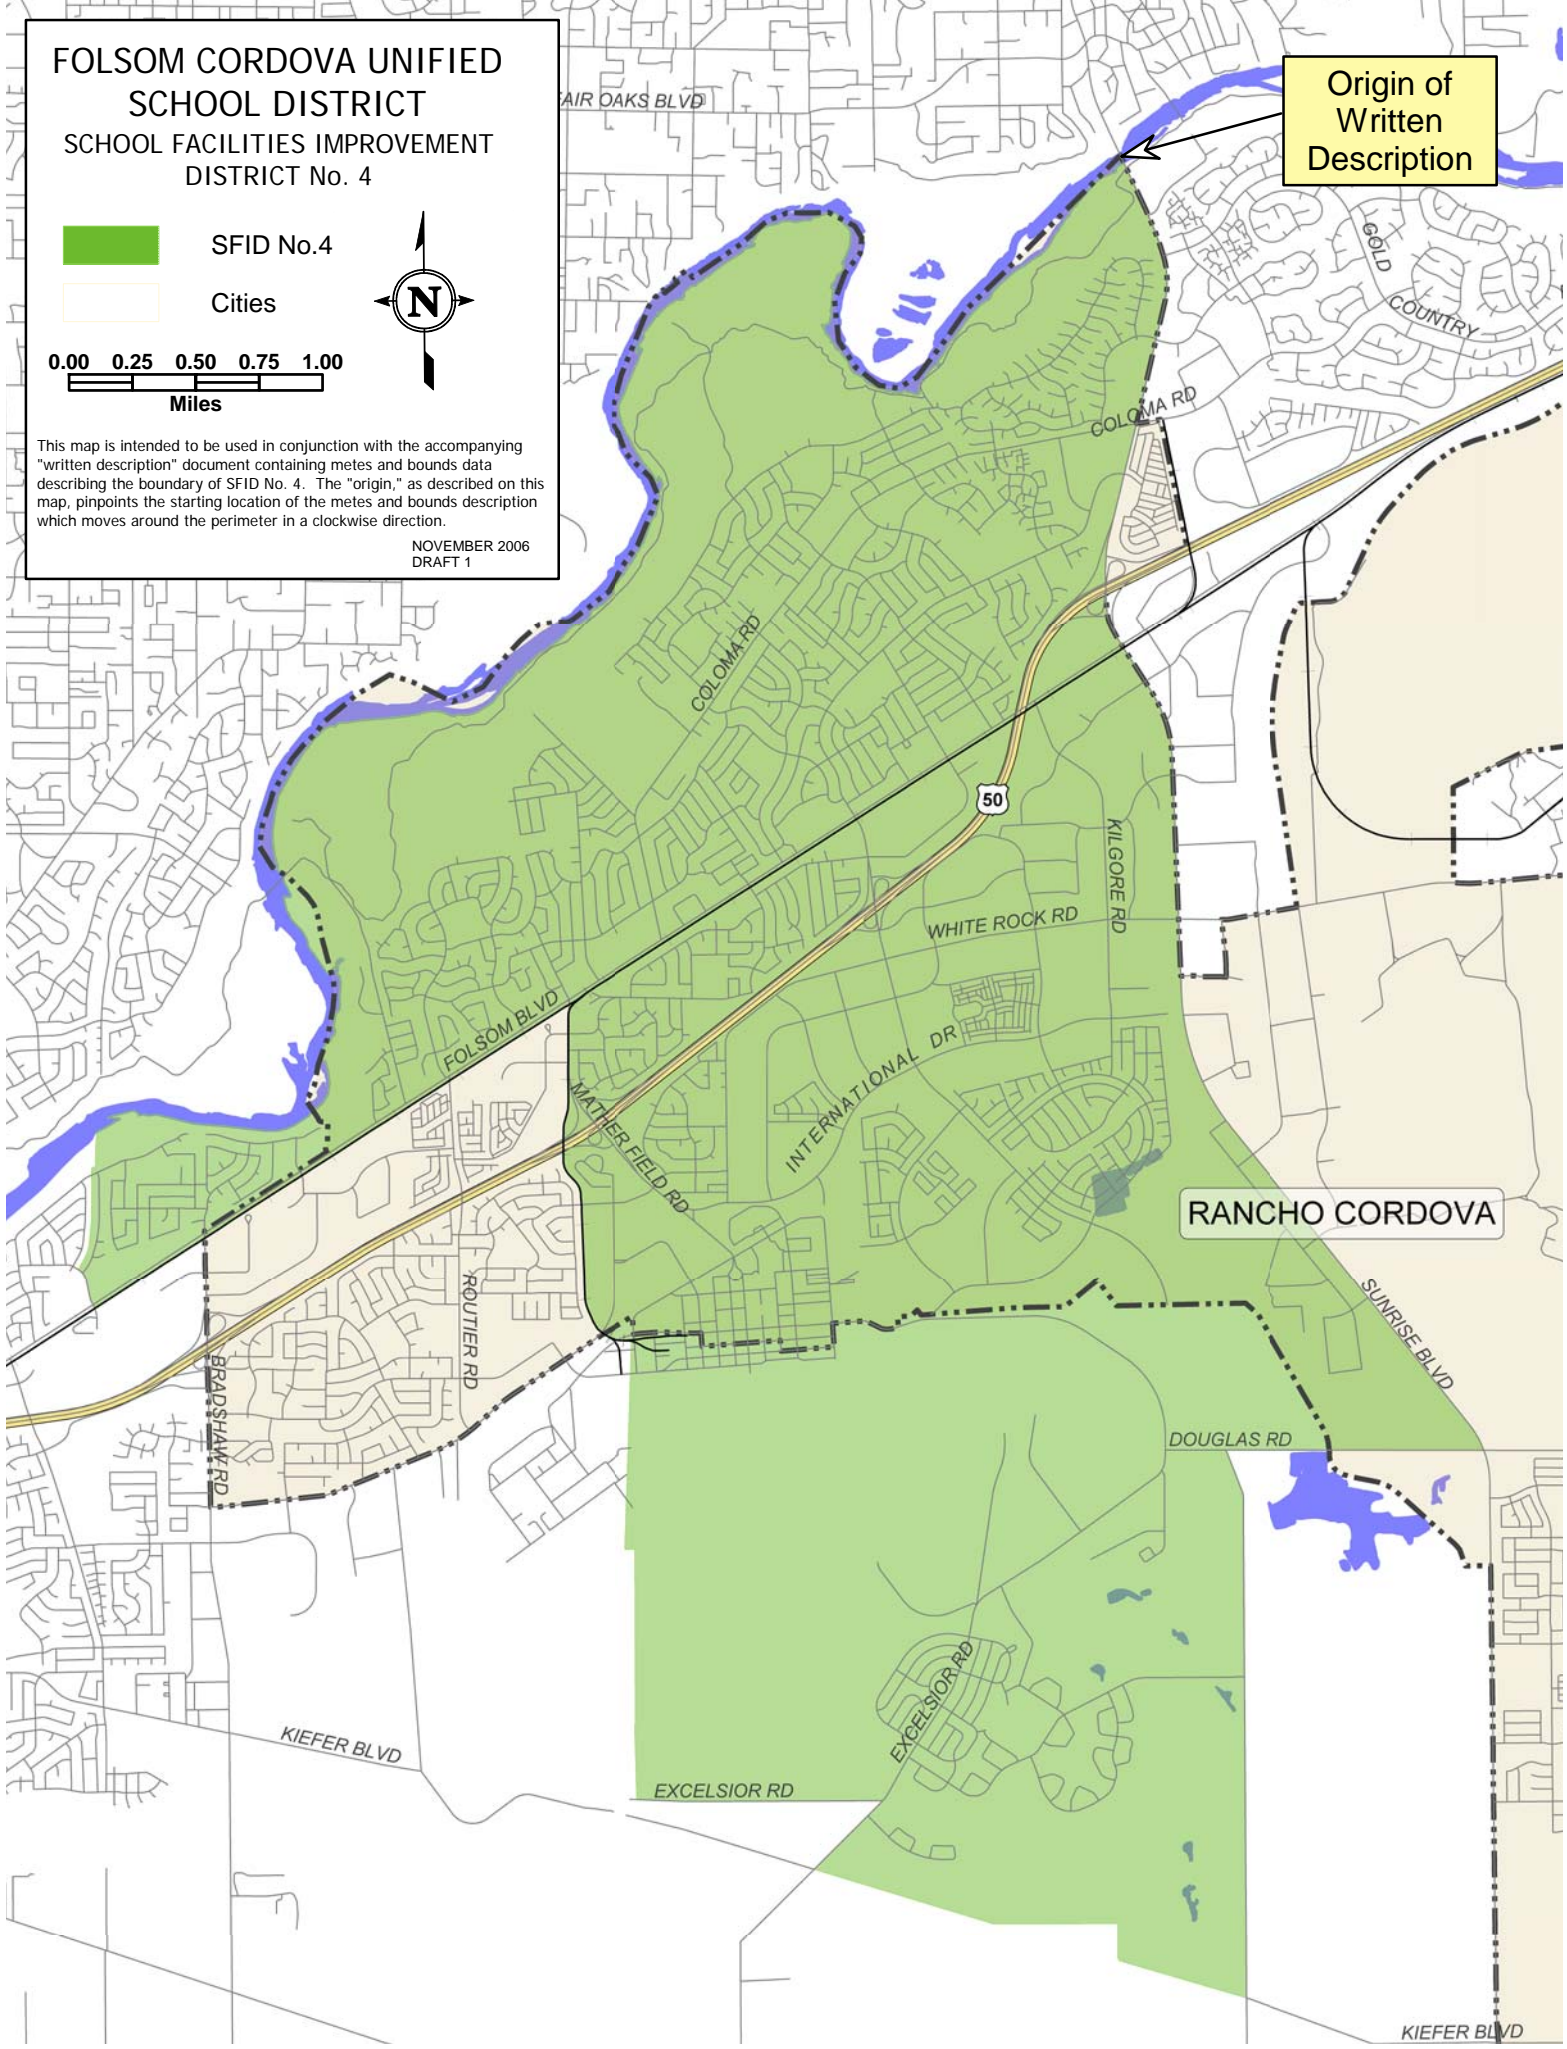 FOLSOM CORDOVA UNIFIED
SCHOOL DISTRICT
SCHOOL FACILITIES IMPROVEMENT
DISTRICT No. 4
SFID No.4
Cities
N
0.00 0.25 0.50 0.75 1.00
Miles
This map is intended to be used in conjunction with the accompanying
"written description" document containing metes and bounds data
describing the boundary of SFID No. 4. The "origin," as described on this
map, pinpoints the starting location of the metes and bounds description
which moves around the perimeter in a clockwise direction.
NOVEMBER 2006
DRAFT 1
AIR OAKS BLVD
Origin of
Written
Description
GOLD
COUNTRY
COLOMA RD
COLOMA RD
50
KILGORE RD
WHITE ROCK RD
FOLSOM BLVD
INTERNATIONAL DR
MATHER FIELD RD
RANCHO CORDOVA
ROUTIER RD
SUNRISE BLVD
BRADSHAW RD
DOUGLAS RD
EXCELSIOR RD
KIEFER BLVD
EXCELSIOR RD
KIEFER BLVD